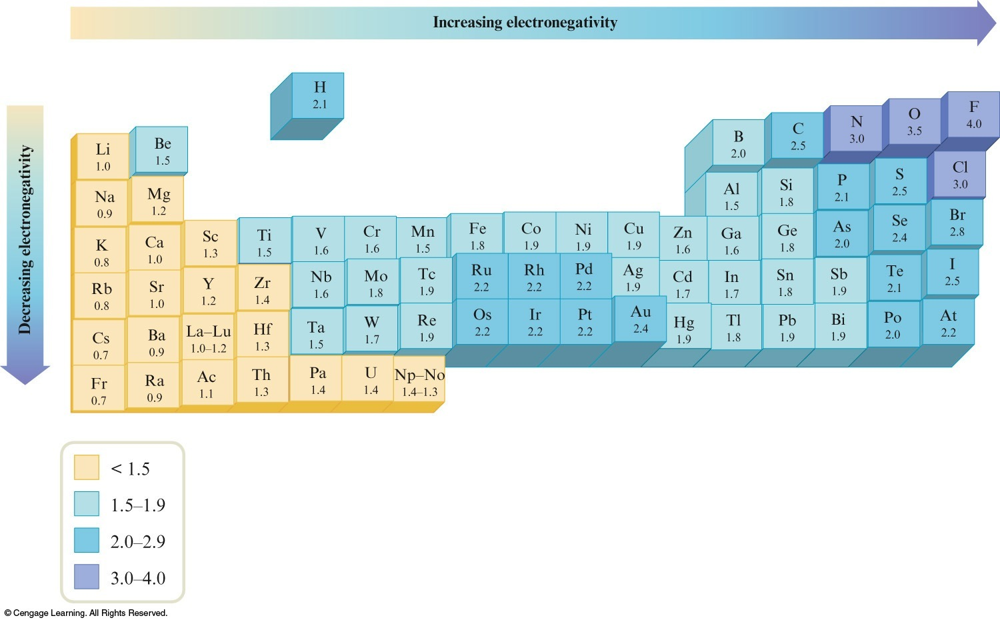 Increasing electronegativity
Decreasing electronegativity
H
2.1
Li
1.0
Be
1.5
B
2.0
C
2.5
N
3.0
O
3.5
F
4.0
Na
0.9
Mg
1.2
Al
1.5
Si
1.8
P
2.1
S
2.5
Cl
3.0
K
0.8
Ca
1.0
Sc
1.3
Ti
1.5
V
1.6
Cr
1.6
Mn
1.5
Fe
1.8
Co
1.9
Ni
1.9
Cu
1.9
Zn
1.6
Ga
1.6
Ge
1.8
As
2.0
Se
2.4
Br
2.8
Rb
0.8
Sr
1.0
Y
1.2
Zr
1.4
Nb
1.6
Mo
1.8
Tc
1.9
Ru
2.2
Rh
2.2
Pd
2.2
Ag
1.9
Cd
1.7
In
1.7
Sn
1.8
Sb
1.9
Te
2.1
I
2.5
Cs
0.7
Ba
0.9
La–Lu
1.0–1.2
Hf
1.3
Ta
1.5
W
1.7
Re
1.9
Os
2.2
Ir
2.2
Pt
2.2
Au
2.4
Hg
1.9
Tl
1.8
Pb
1.9
Bi
1.9
Po
2.0
At
2.2
Fr
0.7
Ra
0.9
Ac
1.1
Th
1.3
Pa
1.4
U
1.4
Np–No
1.4–1.3
< 1.5
1.5–1.9
2.0–2.9
3.0–4.0
© Cengage Learning. All Rights Reserved.